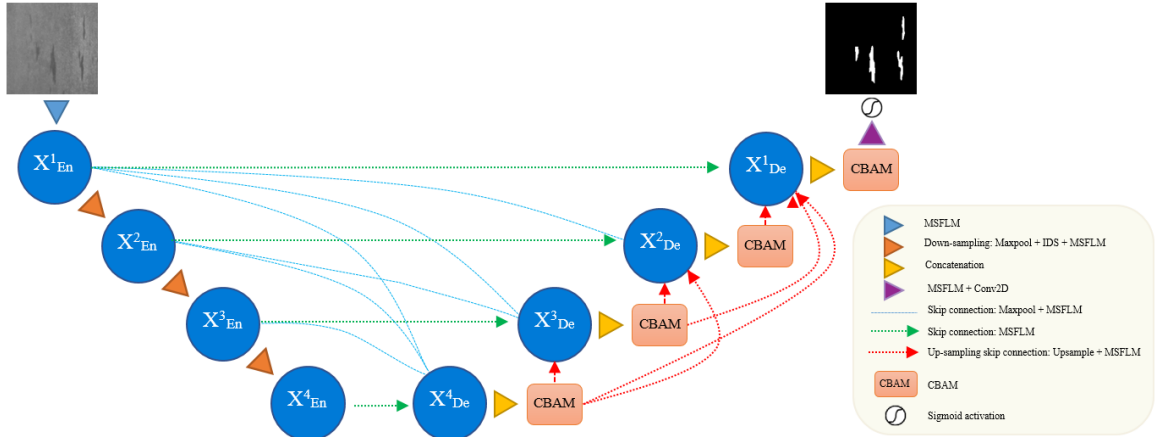 X¹En
X¹De
CBAM
X²En
X²De
CBAM
X³En
X³De
CBAM
X⁴En
X⁴De
CBAM
MSFLM
Down-sampling: Maxpool + IDS + MSFLM
Concatenation
MSFLM + Conv2D
Skip connection: Maxpool + MSFLM
Skip connection: MSFLM
Up-sampling skip connection: Upsample + MSFLM
CBAM CBAM
Sigmoid activation